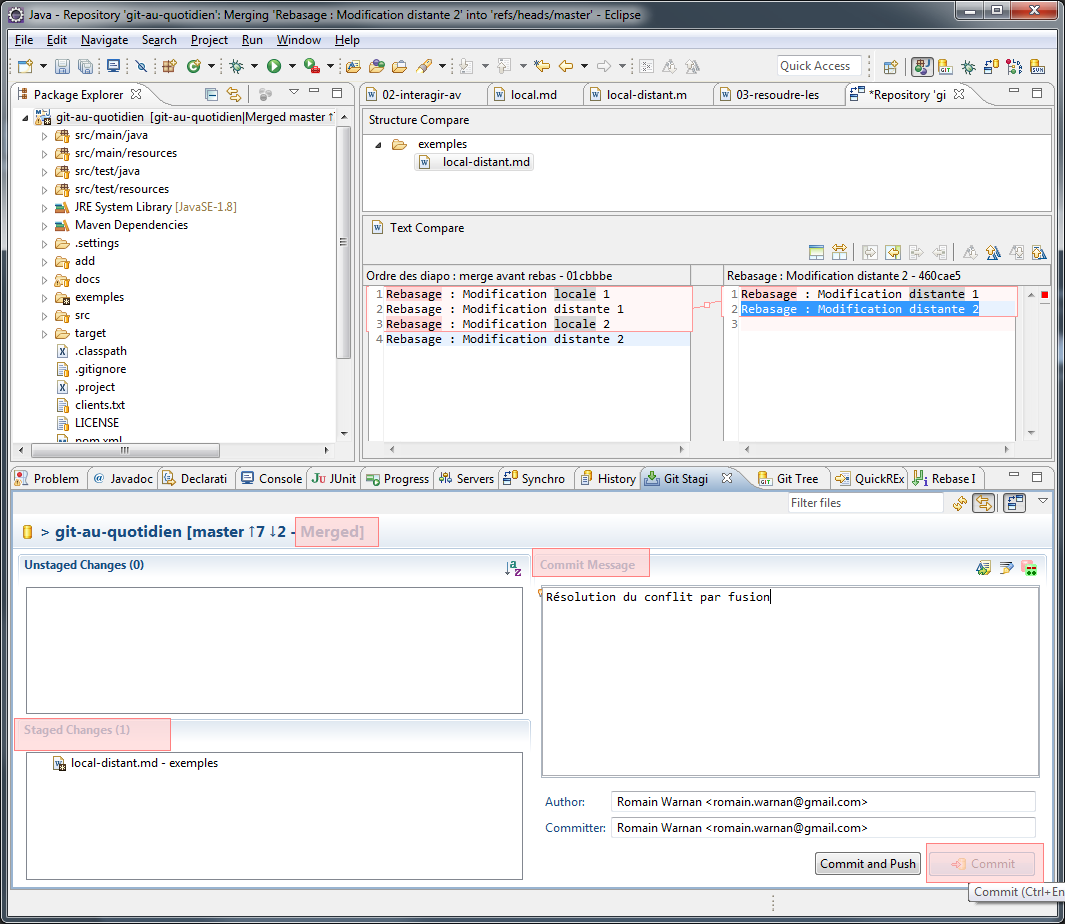 Java - Repository 'git-au-quotidien': Merging 'Rebasage : Modification distante 2' into 'refs/heads/master' - Eclipse
File Edit Navigate Search Project Run Window Help
Quick Access
Package Explorer
git-au-quotidien [git-au-quotidien|Merged master ↑
src/main/java
src/main/resources
src/test/java
src/test/resources
JRE System Library [JavaSE-1.8]
Maven Dependencies
.settings
add
docs
exemples
src
target
.classpath
.gitignore
.project
clients.txt
LICENSE
pom.xml
02-interagir-av local.md local-distant.m 03-resoudre-les *Repository 'gi
Structure Compare
exemples
local-distant.md
Text Compare
Ordre des diapo : merge avant rebas - 01cbbbe
1 Rebasage : Modification locale 1
2 Rebasage : Modification distante 1
3 Rebasage : Modification locale 2
4 Rebasage : Modification distante 2
Rebasage : Modification distante 2 - 460cae5
1 Rebasage : Modification distante 1
2 Rebasage : Modification distante 2
3
Problem @ Javadoc Declarati Console JUnit Progress Servers Synchro History Git Stagi Git Tree QuickREx Rebase I
Filter files
> git-au-quotidien [master ↑7 ↓2 - Merged]
Unstaged Changes (0)
Staged Changes (1)
local-distant.md - exemples
Commit Message
Résolution du conflit par fusion
Author: Romain Warnan <romain.warnan@gmail.com>
Committer: Romain Warnan <romain.warnan@gmail.com>
Commit and Push Commit
Commit (Ctrl+En